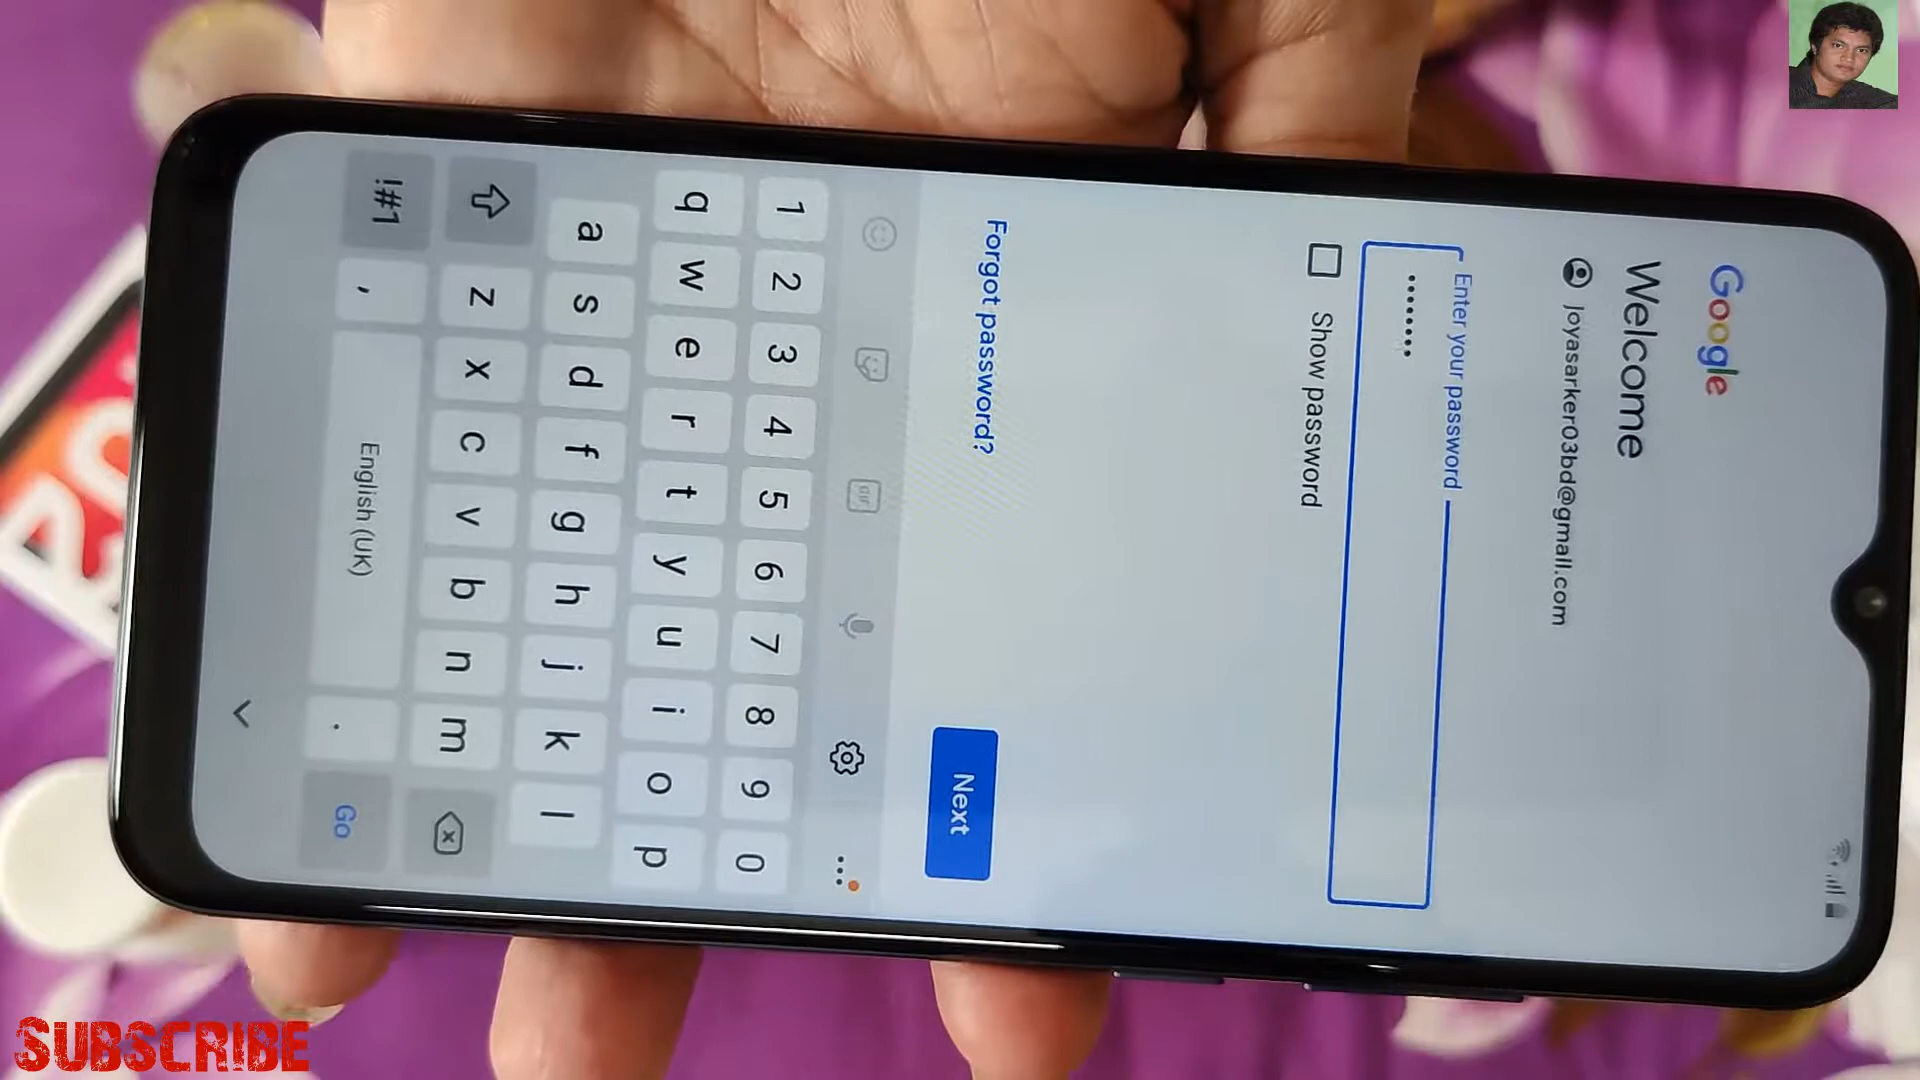 Google
Welcome
joyasarker03bd@gmail.com
Enter your password
••••••••
Show password
Forgot password?
Next
GIF
1 2 3 4 5 6 7 8 9 0
q w e r t y u i o p
a s d f g h j k l
z x c v b n m
!#1 , English (UK) . Go
SUBSCRIBE